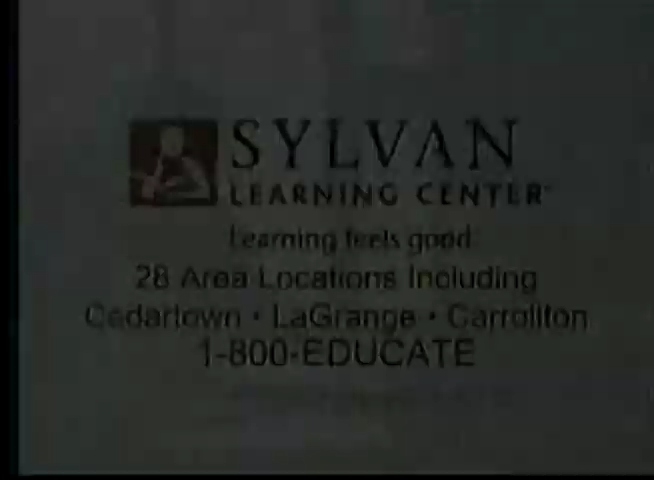 SYLVAN
LEARNING CENTER
Learning feels good.
28 Area Locations Including
Cedartown • LaGrange • Carrollton
1-800-EDUCATE